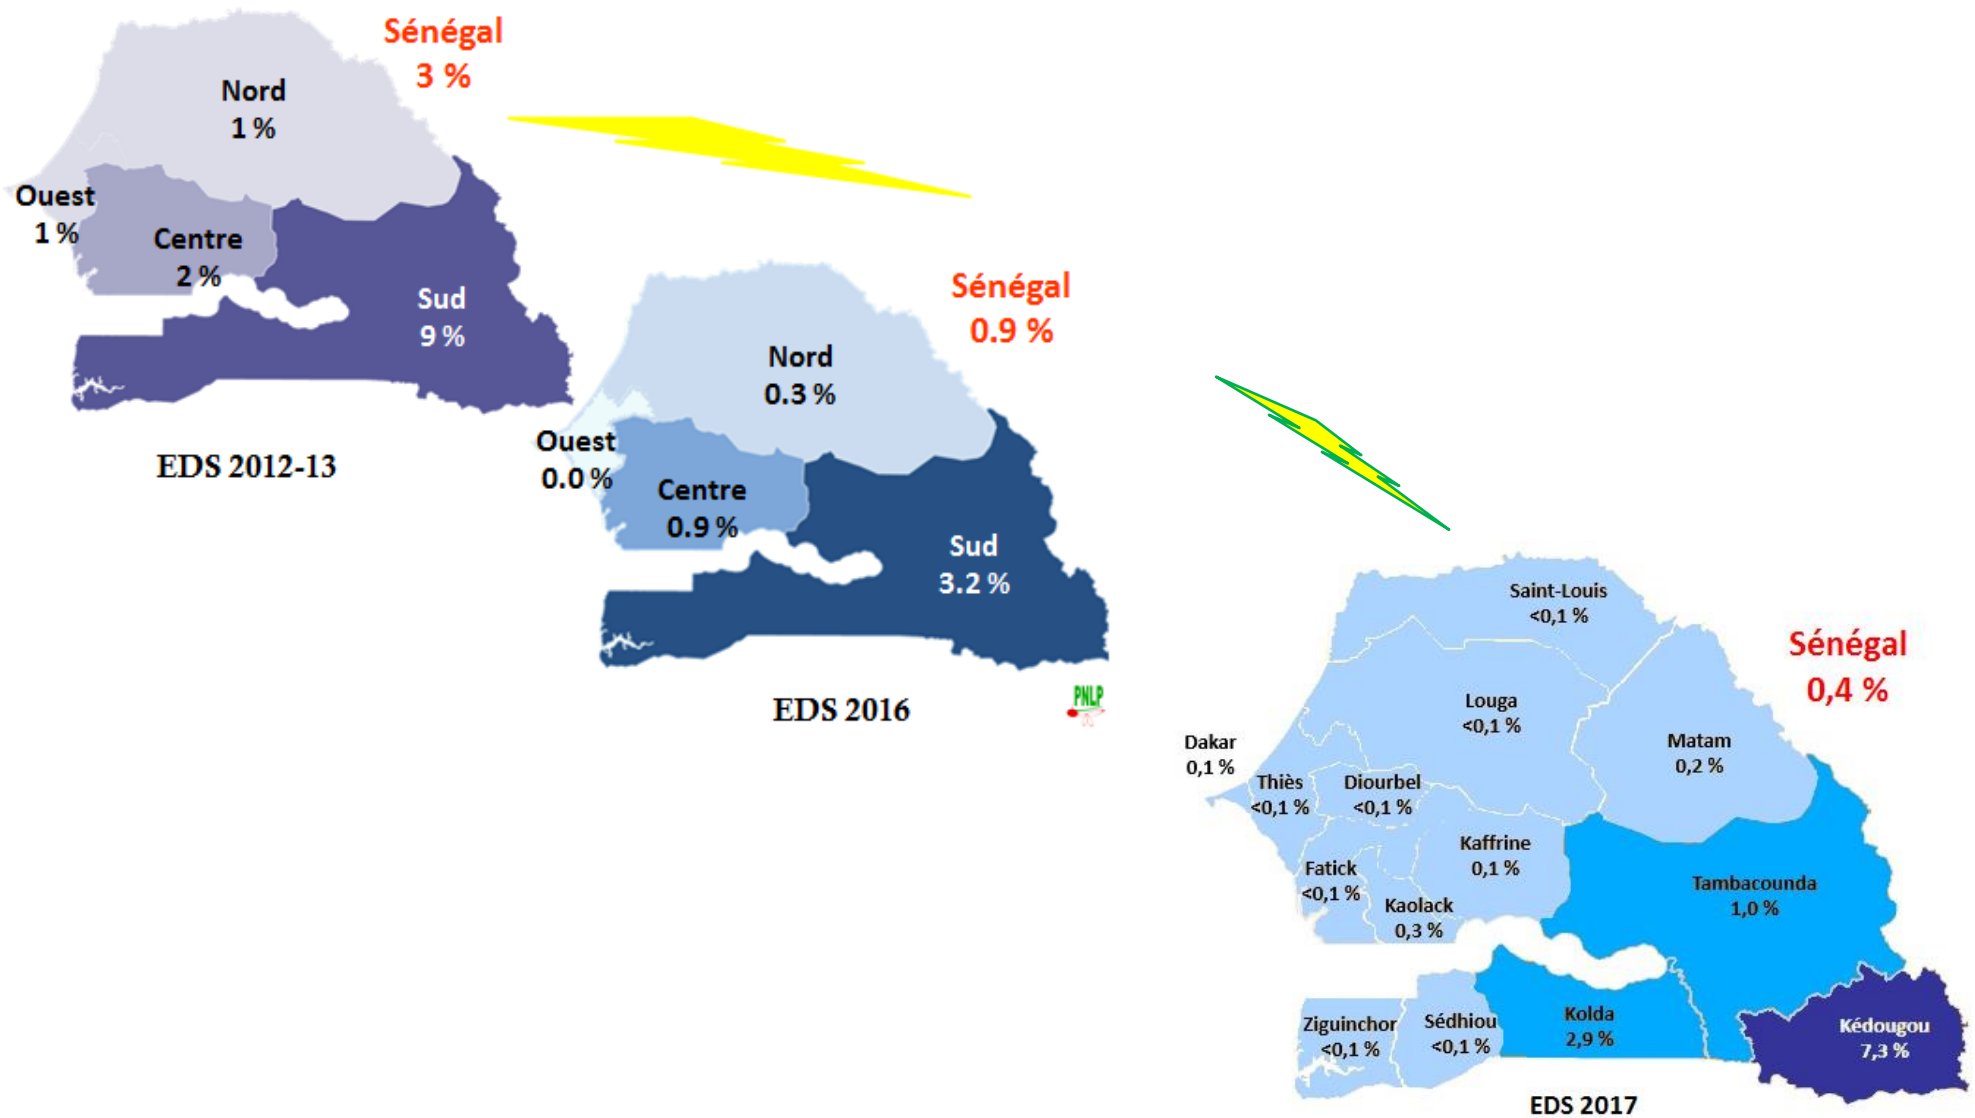 Sénégal
3 %
Nord
1 %
Ouest
1 %
Centre
2 %
Sud
9 %
EDS 2012-13
Sénégal
0.9 %
Nord
0.3 %
Ouest
0.0 %
Centre
0.9 %
Sud
3.2 %
EDS 2016
PNLP
Sénégal
0,4 %
Saint-Louis
<0,1 %
Louga
<0,1 %
Matam
0,2 %
Dakar
0,1 %
Thiès
<0,1 %
Diourbel
<0,1 %
Kaffrine
0,1 %
Fatick
<0,1 %
Kaolack
0,3 %
Tambacounda
1,0 %
Ziguinchor
<0,1 %
Sédhiou
<0,1 %
Kolda
2,9 %
Kédougou
7,3 %
EDS 2017